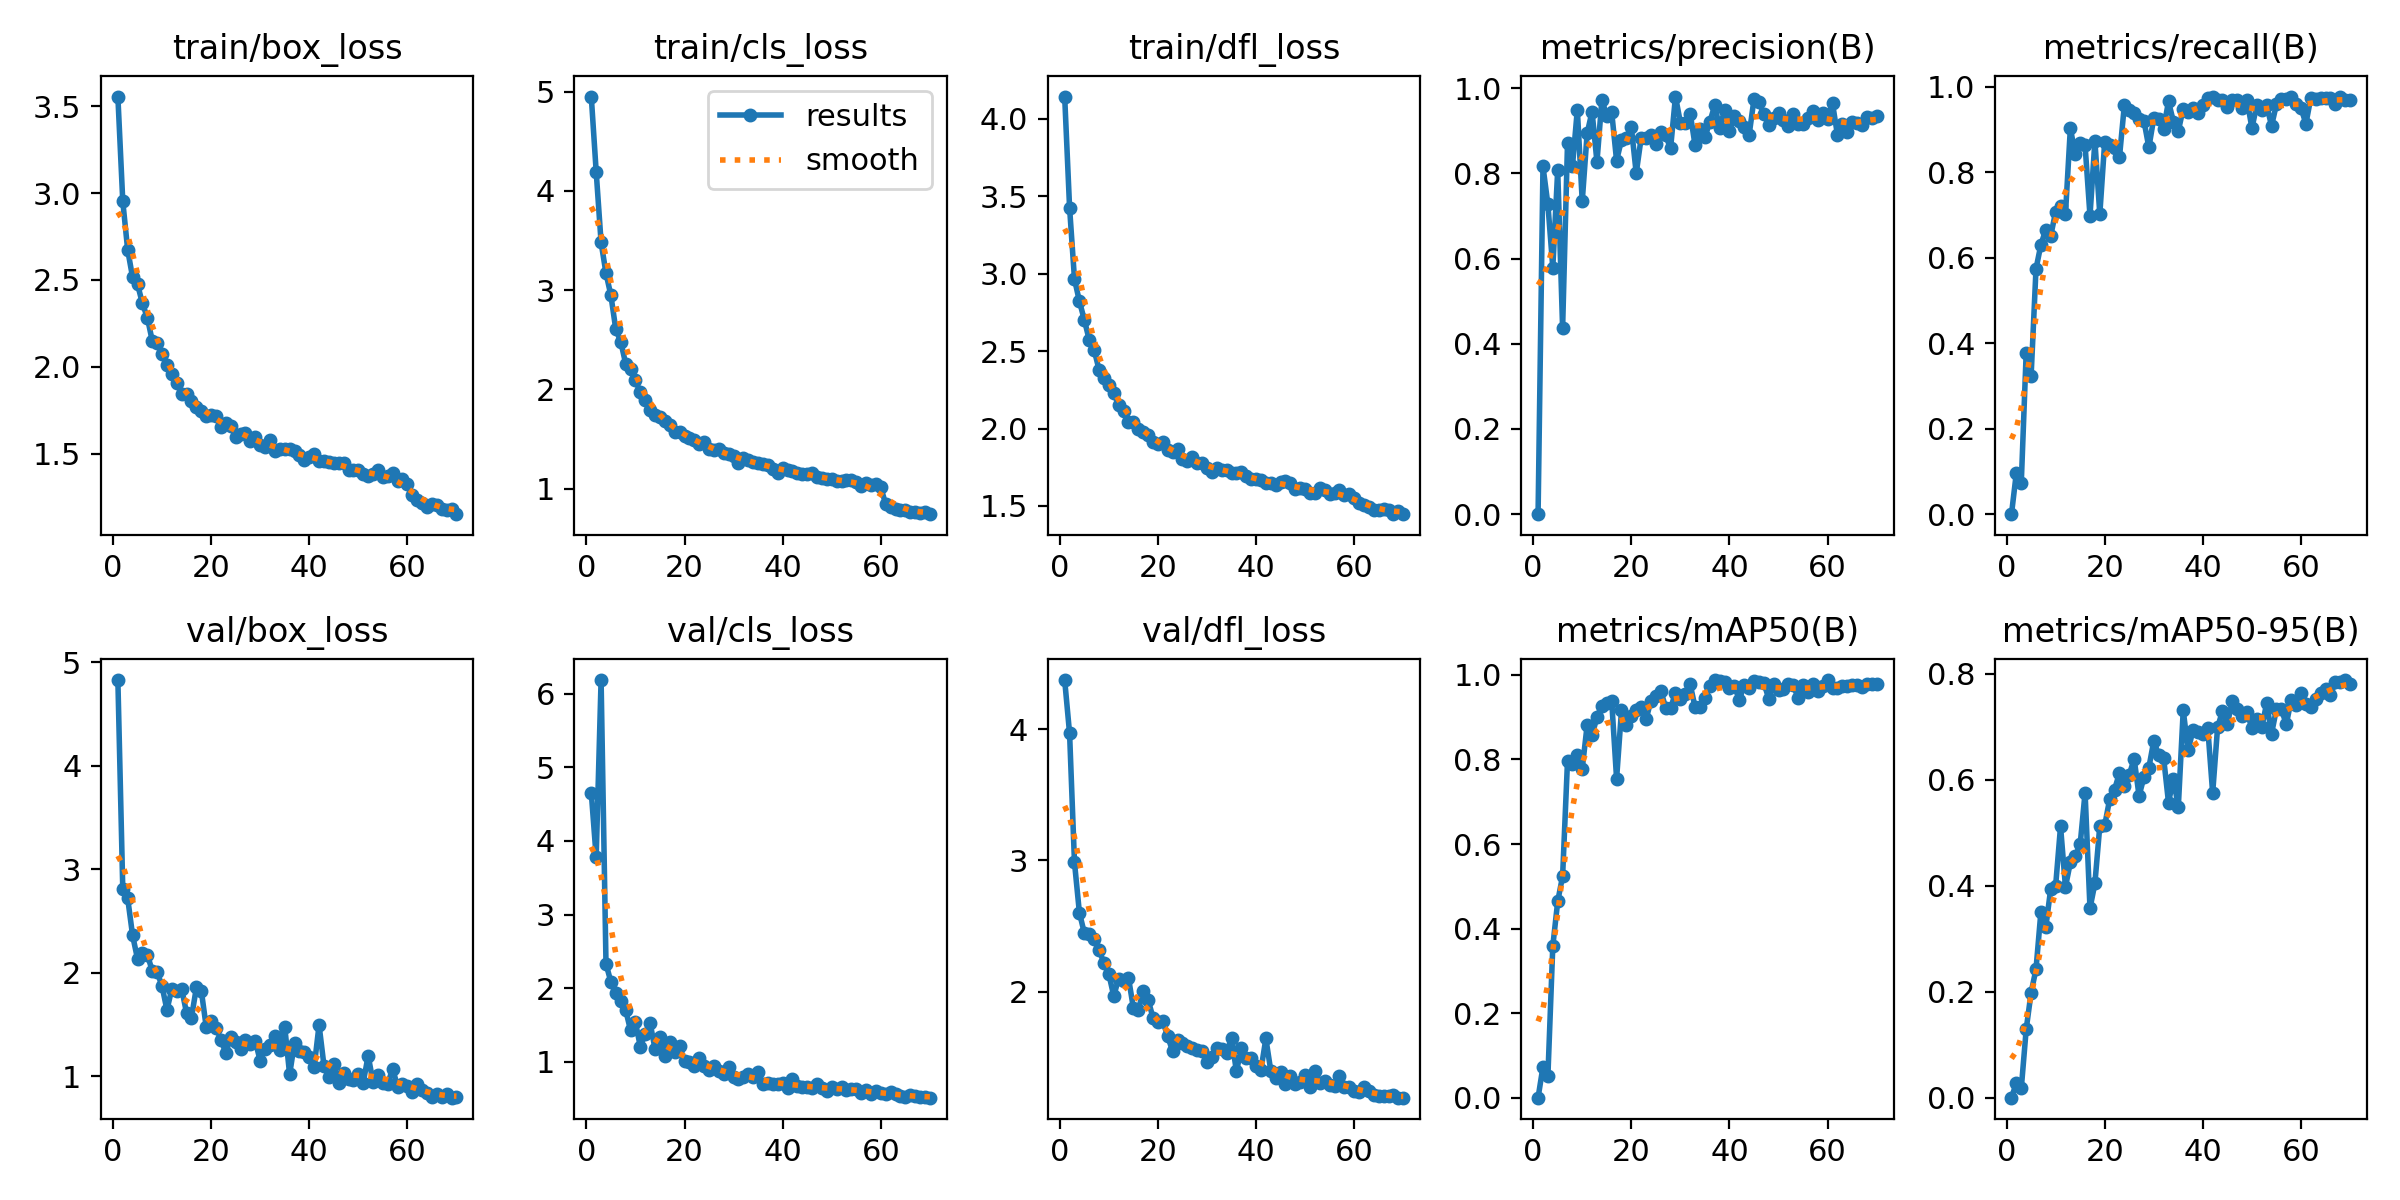 train/box_loss
train/cls_loss
train/dfl_loss
metrics/precision(B)
metrics/recall(B)
3.5
3.0
2.5
2.0
1.5
0 20 40 60
5
4
3
2
1
results
smooth
0 20 40 60
4.0
3.5
3.0
2.5
2.0
1.5
0 20 40 60
1.0
0.8
0.6
0.4
0.2
0.0
0 20 40 60
1.0
0.8
0.6
0.4
0.2
0.0
0 20 40 60
val/box_loss
val/cls_loss
val/dfl_loss
metrics/mAP50(B)
metrics/mAP50-95(B)
5
4
3
2
1
0 20 40 60
6
5
4
3
2
1
0 20 40 60
4
3
2
0 20 40 60
1.0
0.8
0.6
0.4
0.2
0.0
0 20 40 60
0.8
0.6
0.4
0.2
0.0
0 20 40 60